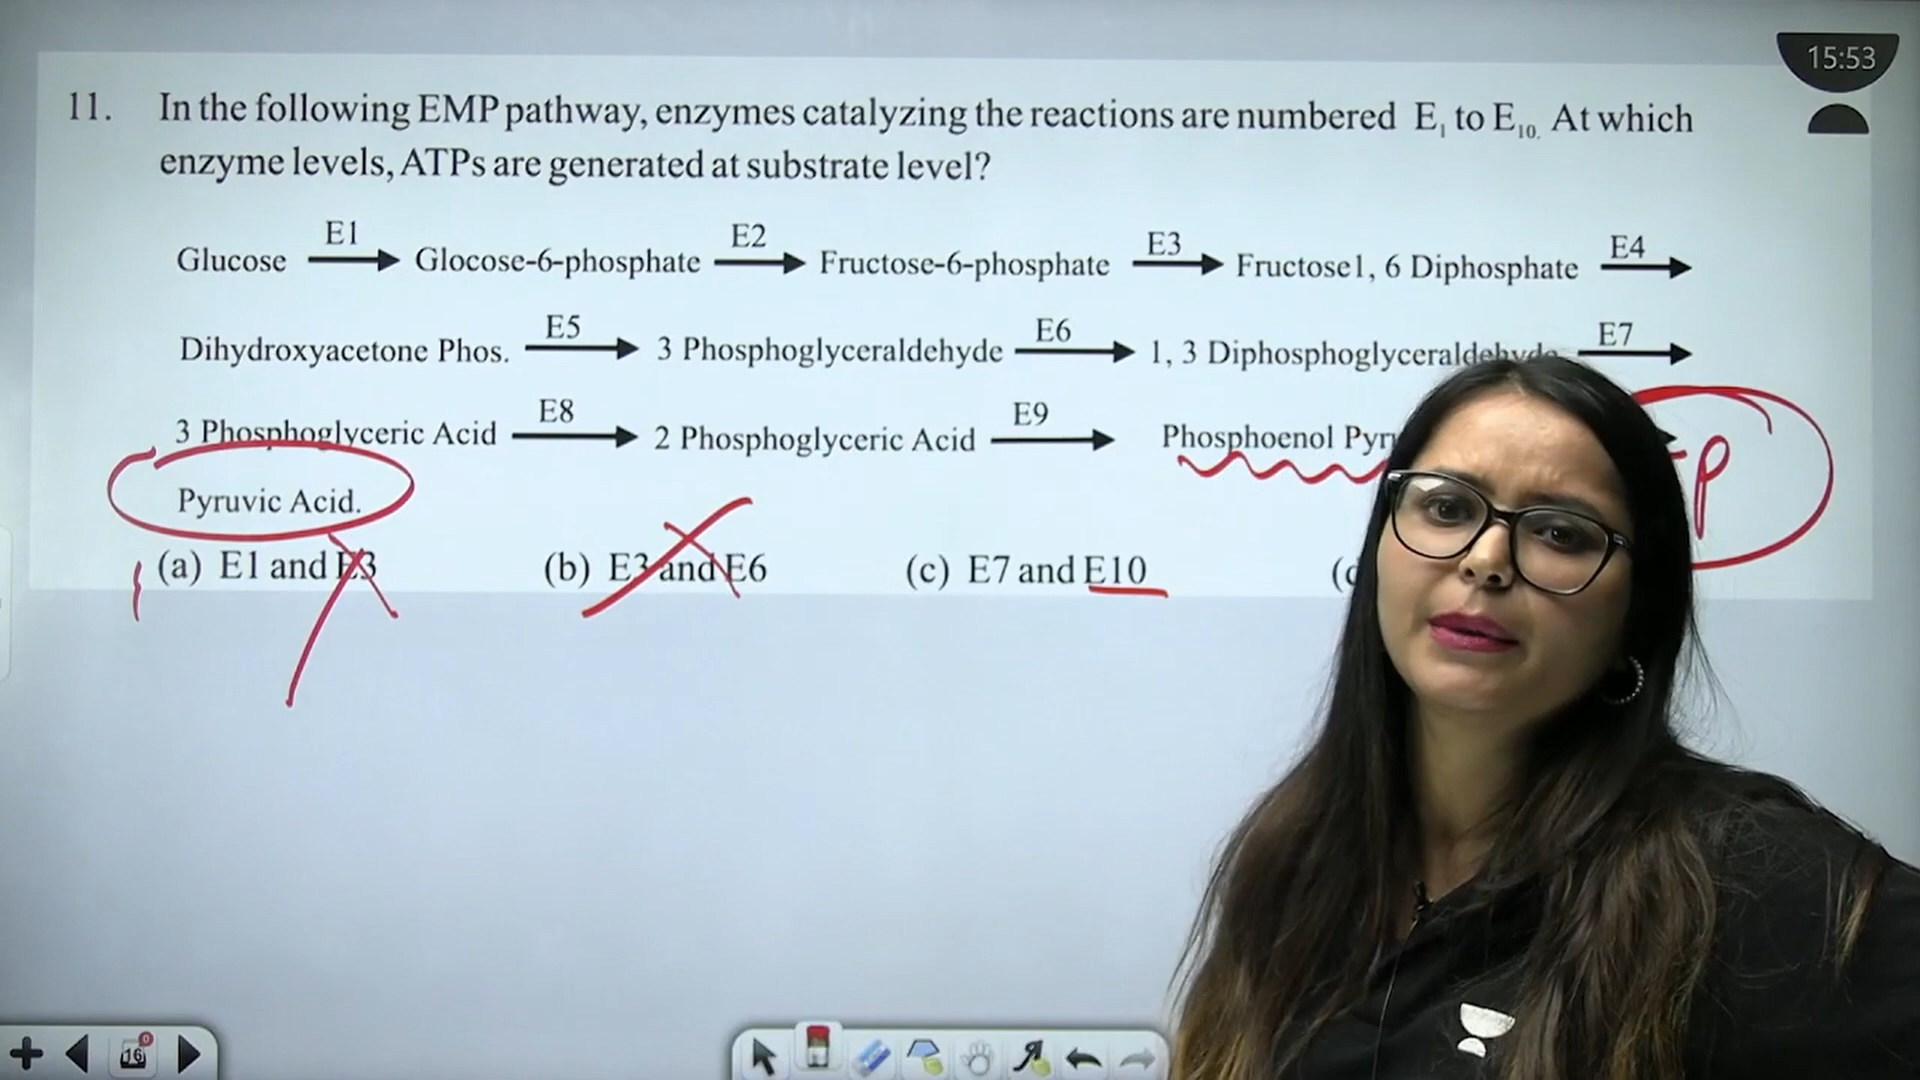 15:53
11. In the following EMP pathway, enzymes catalyzing the reactions are numbered E1 to E10. At which
enzyme levels, ATPs are generated at substrate level?
E1 E2 E3 E4
Glucose → Glocose-6-phosphate → Fructose-6-phosphate → Fructose1, 6 Diphosphate →
E5 E6 E7
Dihydroxyacetone Phos. → 3 Phosphoglyceraldehyde → 1, 3 Diphosphoglyceraldehyde →
E8 E9
3 Phosphoglyceric Acid → 2 Phosphoglyceric Acid → Phosphoenol
P
Pyruvic Acid.
(a) E1 and E3 (b) E3 and E6 (c) E7 and E10
16
0